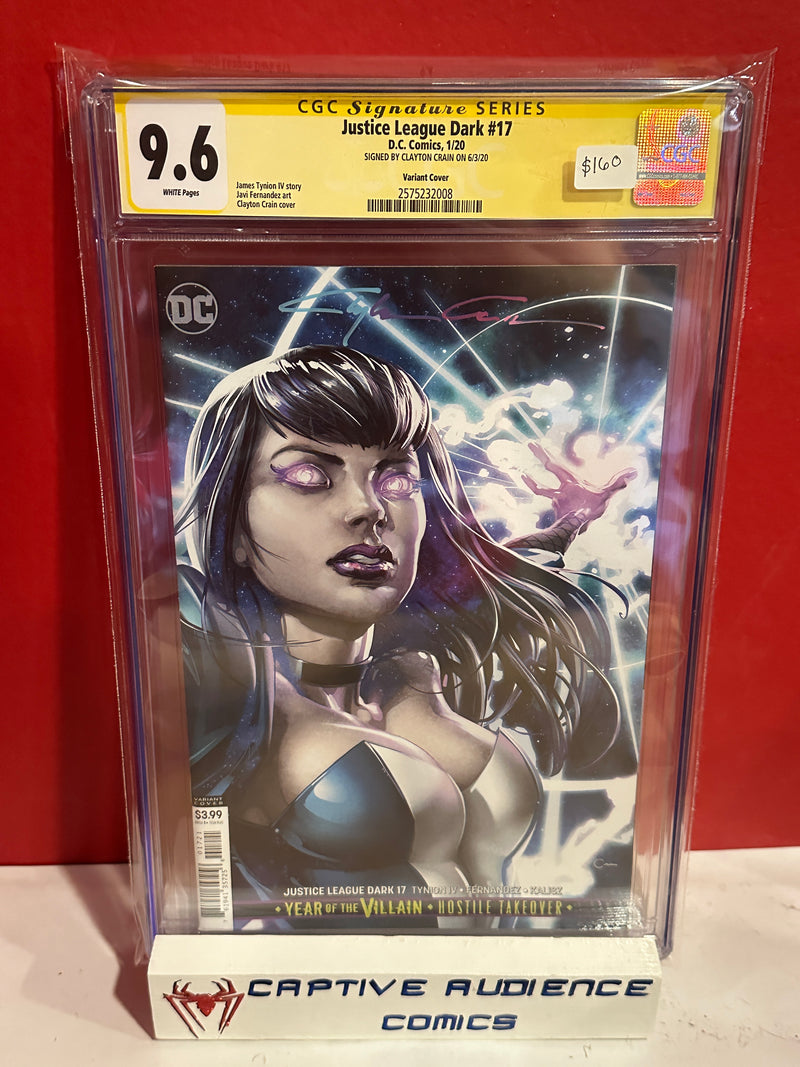 CGC Signature SERIES
9.6
WHITE Pages
Justice League Dark #17
D.C. Comics, 1/20
SIGNED BY CLAYTON CRAIN ON 6/3/20
Variant Cover
2575232008
James Tynion IV story
Javi Fernandez art
Clayton Crain cover
$160
CGC
DC
VARIANT COVER
$3.99
01721
JUSTICE LEAGUE DARK 17 TYNION IV • FERNANDEZ • KALISZ
• YEAR OF THE VILLAIN • HOSTILE TAKEOVER •
CAPTIVE AUDIENCE
COMICS